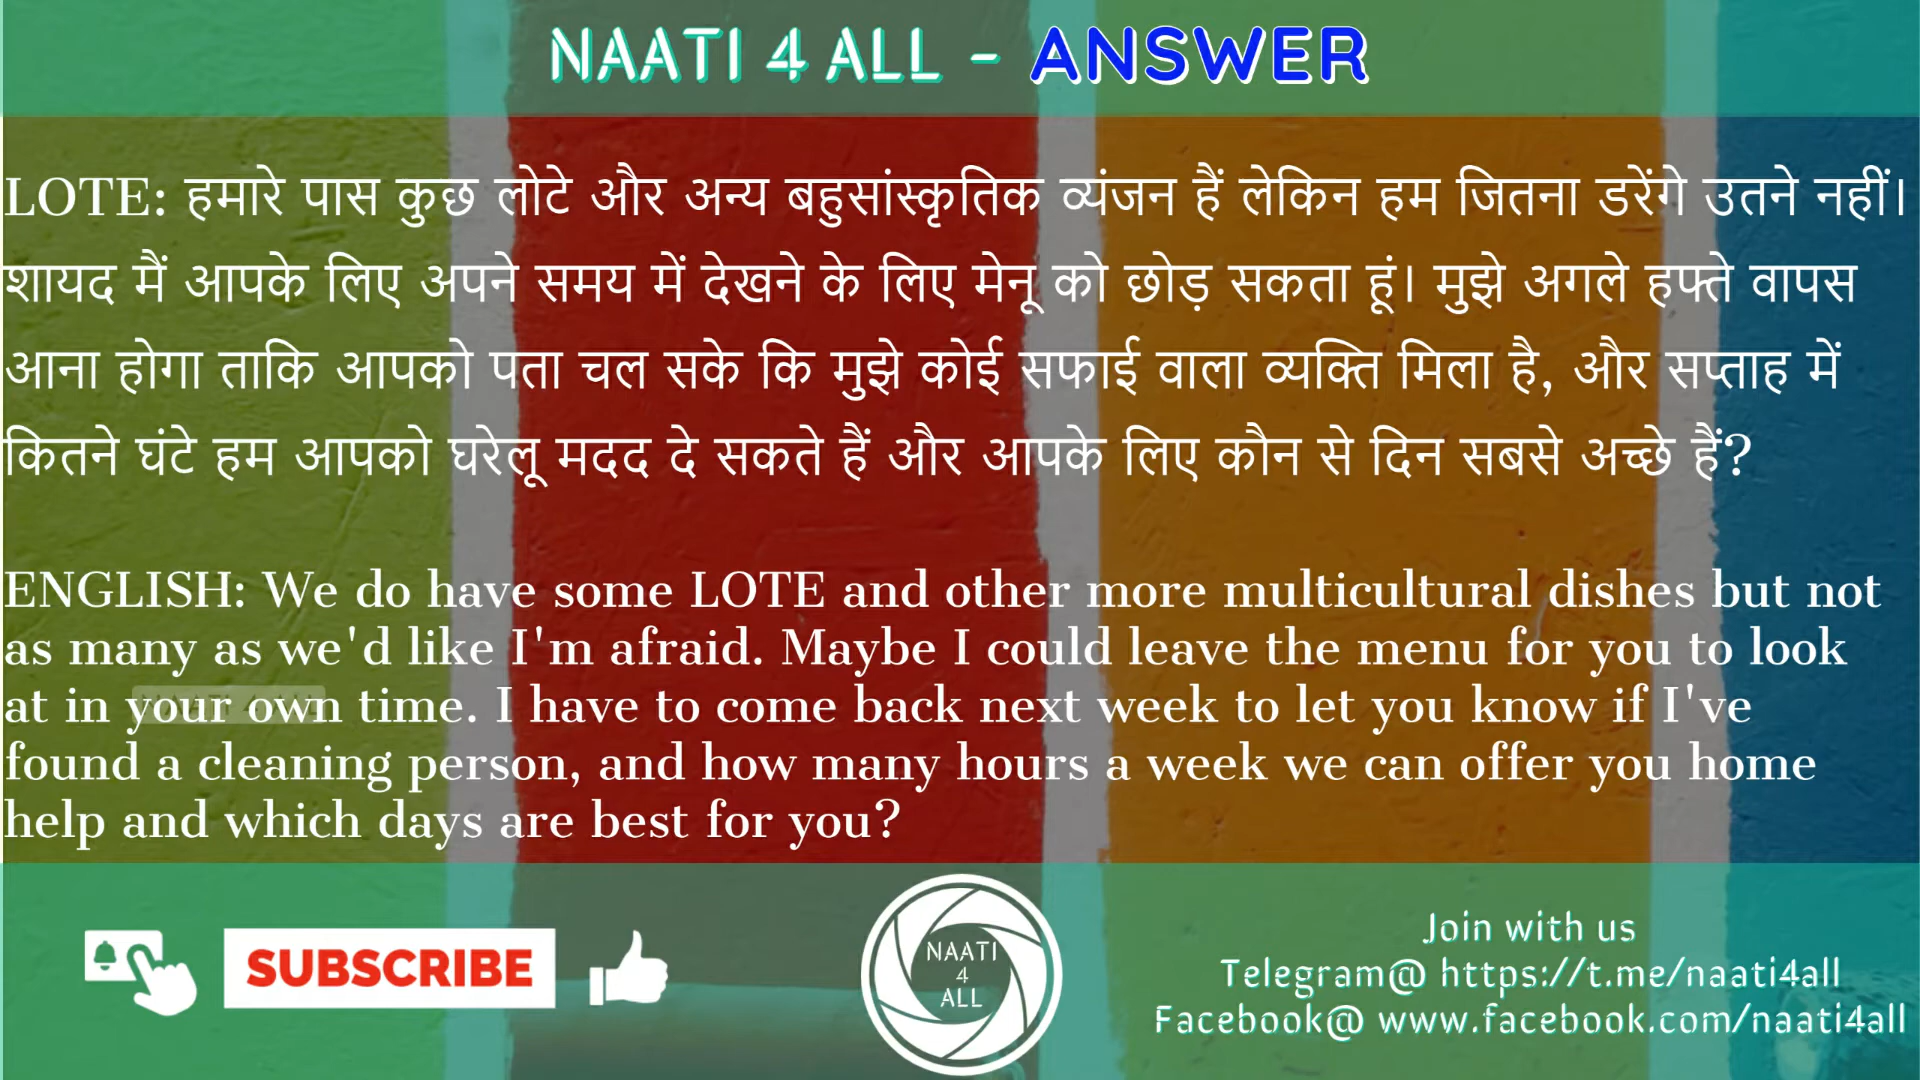 NAATI 4 ALL - ANSWER
LOTE: हमारे पास कुछ लोटे और अन्य बहुसांस्कृतिक व्यंजन हैं लेकिन हम जितना डरेंगे उतने नहीं।
शायद मैं आपके लिए अपने समय में देखने के लिए मेनू को छोड़ सकता हूं। मुझे अगले हफ्ते वापस
आना होगा ताकि आपको पता चल सके कि मुझे कोई सफाई वाला व्यक्ति मिला है, और सप्ताह में
कितने घंटे हम आपको घरेलू मदद दे सकते हैं और आपके लिए कौन से दिन सबसे अच्छे हैं?
ENGLISH: We do have some LOTE and other more multicultural dishes but not
as many as we'd like I'm afraid. Maybe I could leave the menu for you to look
at in your own time. I have to come back next week to let you know if I've
found a cleaning person, and how many hours a week we can offer you home
help and which days are best for you?
NAATI 4 ALL
SUBSCRIBE
NAATI
4
ALL
Join with us
Telegram@ https://t.me/naati4all
Facebook@ www.facebook.com/naati4all